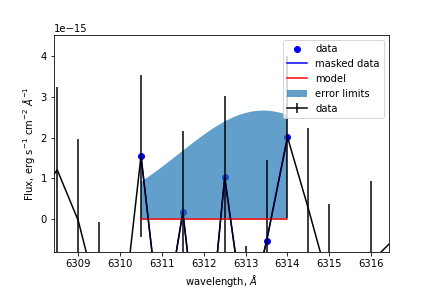 1e−15
data
masked data
model
error limits
data
4
3
2
1
0
Flux, erg s⁻¹ cm⁻² Å⁻¹
6309 6310 6311 6312 6313 6314 6315 6316
wavelength, Å